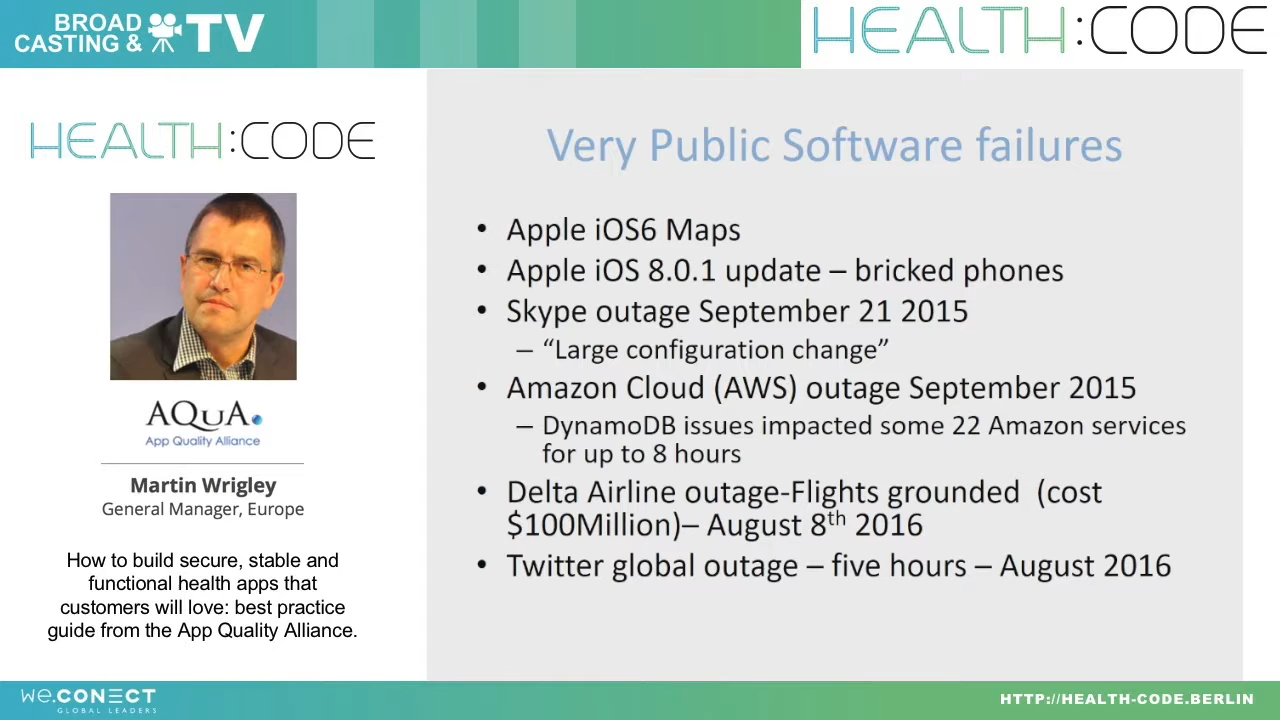 BROAD
CASTING & TV
HEALTH:CODE
HEALTH:CODE
AQuA
App Quality Alliance
Martin Wrigley
General Manager, Europe
How to build secure, stable and
functional health apps that
customers will love: best practice
guide from the App Quality Alliance.
Very Public Software failures
• Apple iOS6 Maps
• Apple iOS 8.0.1 update – bricked phones
• Skype outage September 21 2015
– “Large configuration change”
• Amazon Cloud (AWS) outage September 2015
– DynamoDB issues impacted some 22 Amazon services
for up to 8 hours
• Delta Airline outage-Flights grounded (cost
$100Million)– August 8th 2016
• Twitter global outage – five hours – August 2016
we.CONECT
GLOBAL LEADERS
HTTP://HEALTH-CODE.BERLIN